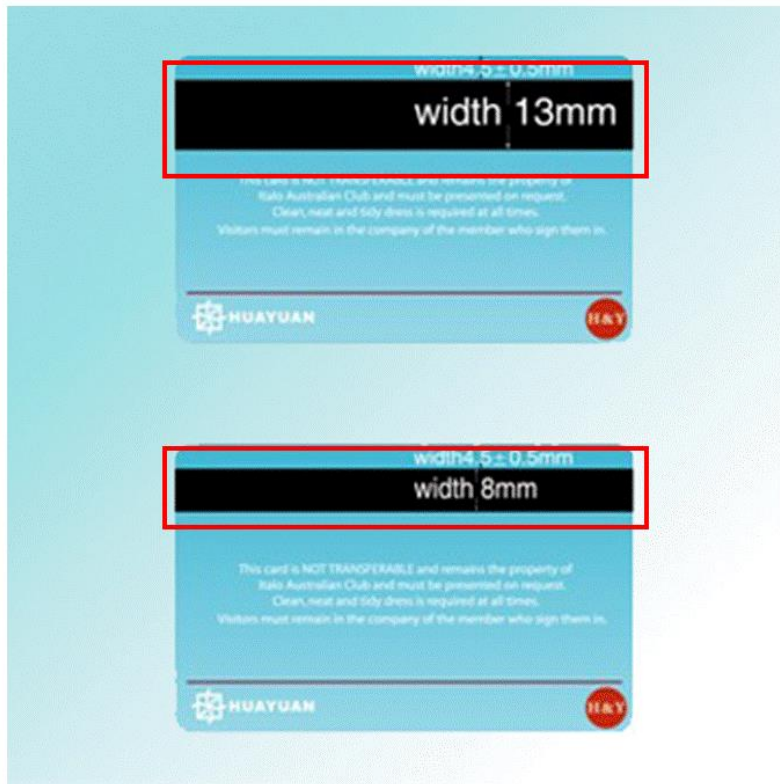 width4.5±0.5mm
width 13mm
This card is NOT TRANSFERABLE and remains the property of
Italo Australian Club and must be presented on request.
Clean, neat and tidy dress is required at all times.
Visitors must remain in the company of the member who sign them in.
HUAYUAN
H&Y
width4.5±0.5mm
width 8mm
This card is NOT TRANSFERABLE and remains the property of
Italo Australian Club and must be presented on request.
Clean, neat and tidy dress is required at all times.
Visitors must remain in the company of the member who sign them in.
HUAYUAN
H&Y